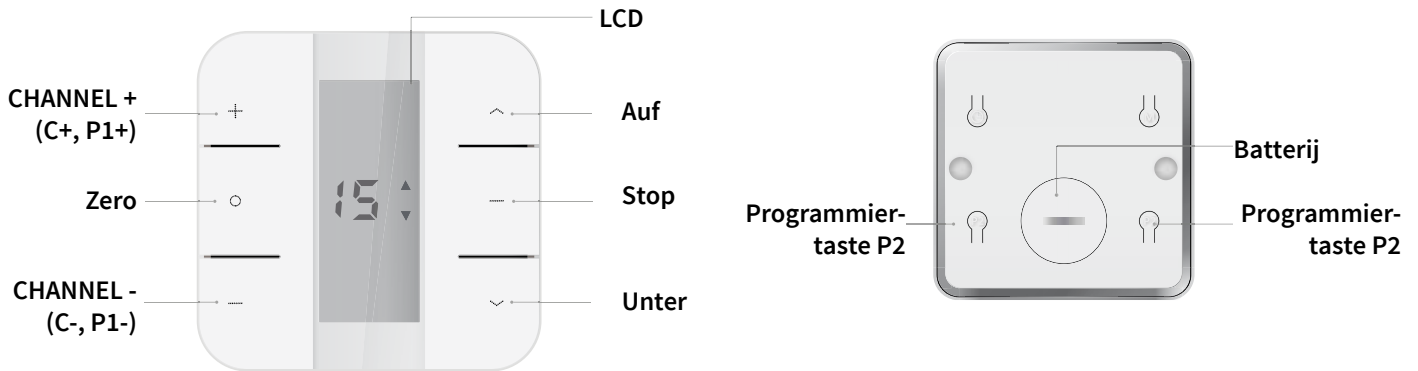 LCD
CHANNEL +
(C+, P1+)
Auf
Zero
15
Stop
CHANNEL -
(C-, P1-)
Unter
Batterij
Programmier-
taste P2
Programmier-
taste P2